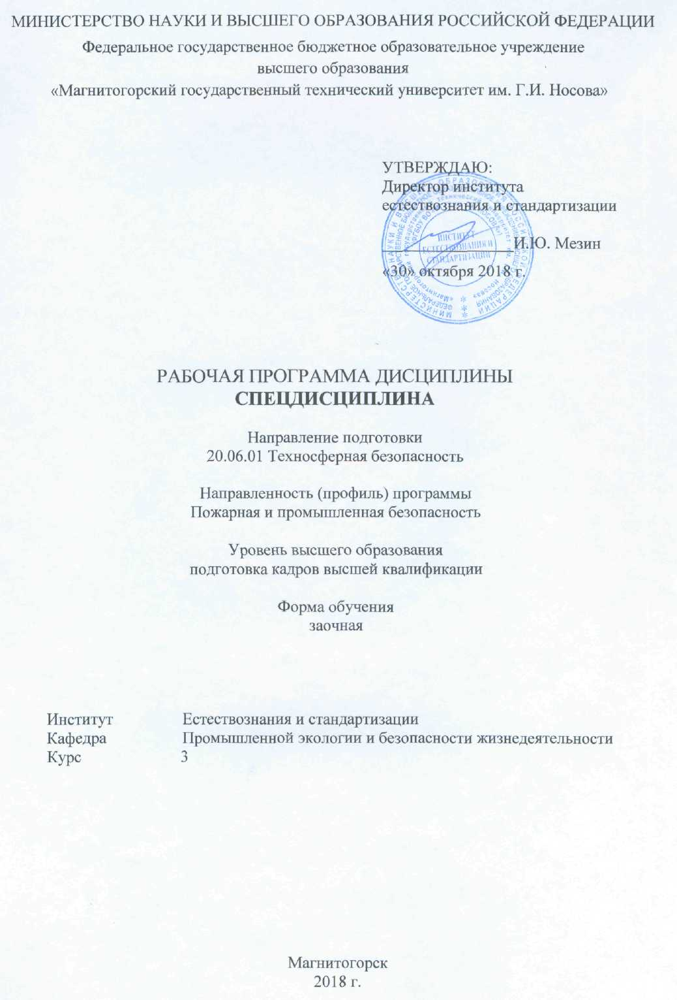 МИНИСТЕРСТВО НАУКИ И ВЫСШЕГО ОБРАЗОВАНИЯ РОССИЙСКОЙ ФЕДЕРАЦИИ
Федеральное государственное бюджетное образовательное учреждение
высшего образования
«Магнитогорский государственный технический университет им. Г.И. Носова»
УТВЕРЖДАЮ:
Директор института
естествознания и стандартизации
И.Ю. Мезин
«30» октября 2018 г.
ИНСТИТУТ
ЕСТЕСТВОЗНАНИЯ И
СТАНДАРТИЗАЦИИ
РАБОЧАЯ ПРОГРАММА ДИСЦИПЛИНЫ
СПЕЦДИСЦИПЛИНА
Направление подготовки
20.06.01 Техносферная безопасность
Направленность (профиль) программы
Пожарная и промышленная безопасность
Уровень высшего образования
подготовка кадров высшей квалификации
Форма обучения
заочная
Институт Естествознания и стандартизации
Кафедра Промышленной экологии и безопасности жизнедеятельности
Курс 3
Магнитогорск
2018 г.